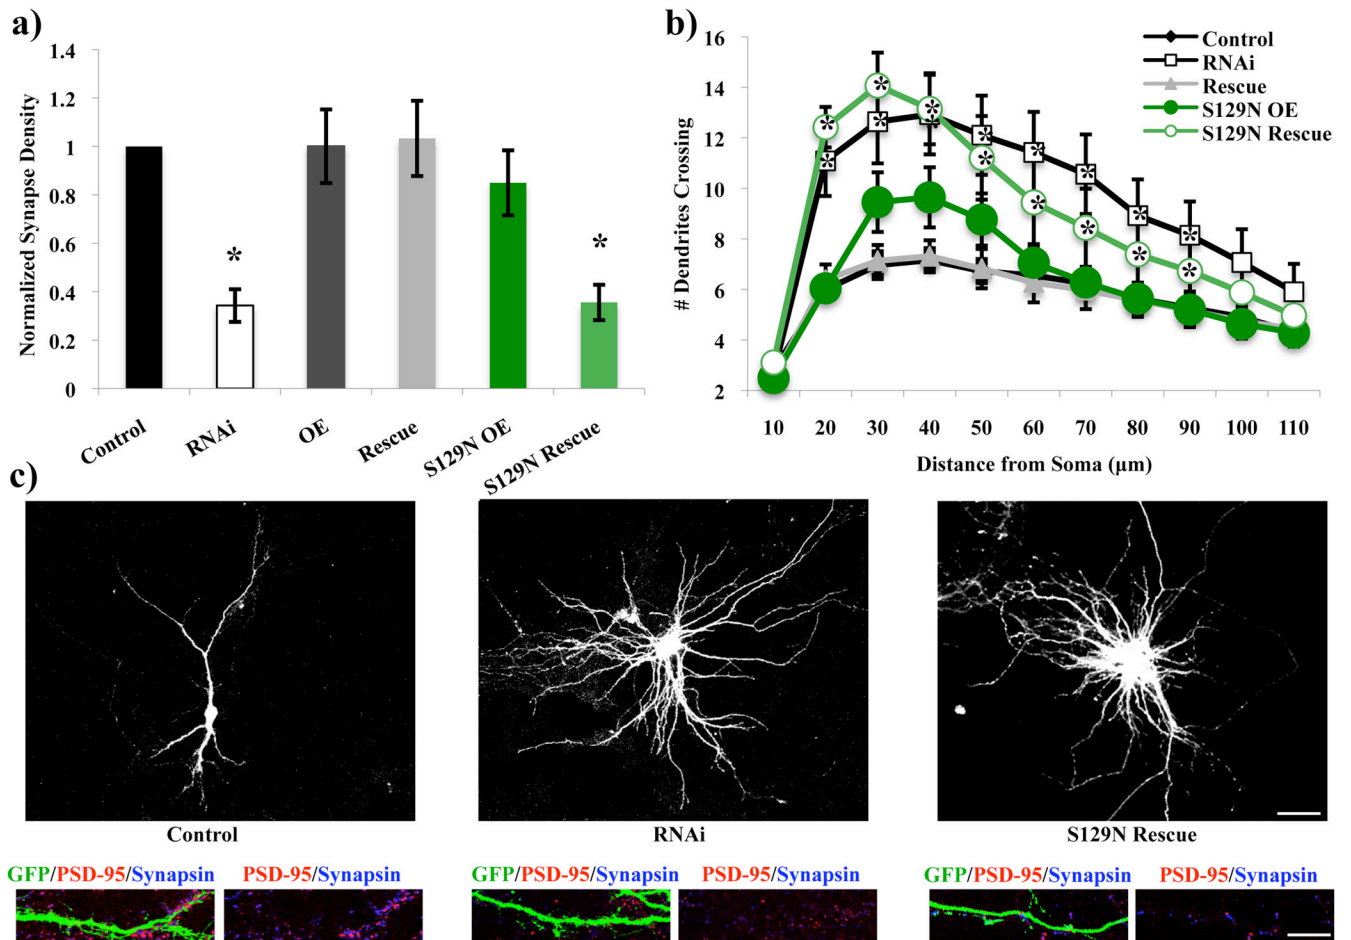 a)
Normalized Synapse Density
1.4
1.2
1
0.8
0.6
0.4
0.2
0
*
*
Control
RNAi
OE
Rescue
S129N OE
S129N Rescue
b)
# Dendrites Crossing
16
14
12
10
8
6
4
2
Control
RNAi
Rescue
S129N OE
S129N Rescue
10 20 30 40 50 60 70 80 90 100 110
Distance from Soma (µm)
c)
Control
RNAi
S129N Rescue
GFP/PSD-95/Synapsin PSD-95/Synapsin
GFP/PSD-95/Synapsin PSD-95/Synapsin
GFP/PSD-95/Synapsin PSD-95/Synapsin